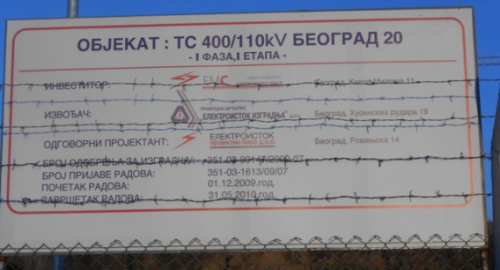 ОБЈЕКАТ : ТС 400/110kV БЕОГРАД 20
- I ФАЗА, I ЕТАПА -
ИНВЕСТИТОР: ЕМС Београд, Кнеза Милоша 11
ИЗВОЂАЧ: ЕЛЕКТРОИСТОК ИЗГРАДЊА Београд, Хусинских рудара 19
ОДГОВОРНИ ПРОЈЕКТАНТ: ЕЛЕКТРОИСТОК Београд, Ровињска 14
БРОЈ ОДОБРЕЊА ЗА ИЗГРАДЊУ:
БРОЈ ПРИЈАВЕ РАДОВА: 351-03-1613/09/07
ПОЧЕТАК РАДОВА: 01.12.2009.год.
ЗАВРШЕТАК РАДОВА: 31.05.2010.год.